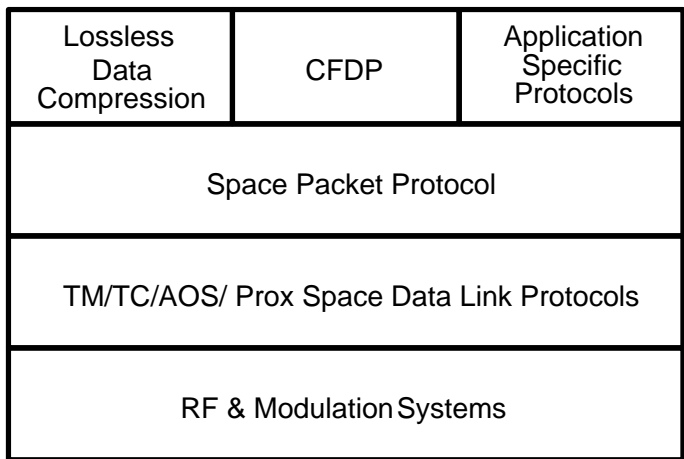 Lossless
Data
Compression
CFDP
Application
Specific
Protocols
Space Packet Protocol
TM/TC/AOS/ Prox Space Data Link Protocols
RF & Modulation Systems